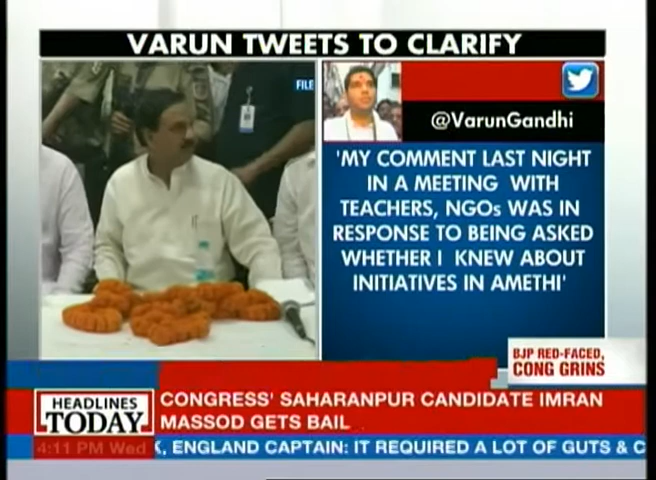 VARUN TWEETS TO CLARIFY
FILE
@VarunGandhi
'MY COMMENT LAST NIGHT
IN A MEETING WITH
TEACHERS, NGOs WAS IN
RESPONSE TO BEING ASKED
WHETHER I KNEW ABOUT
INITIATIVES IN AMETHI'
BJP RED-FACED,
CONG GRINS
HEADLINES
TODAY
CONGRESS' SAHARANPUR CANDIDATE IMRAN
MASSOD GETS BAIL
4:11 PM Wed
K, ENGLAND CAPTAIN: IT REQUIRED A LOT OF GUTS & C